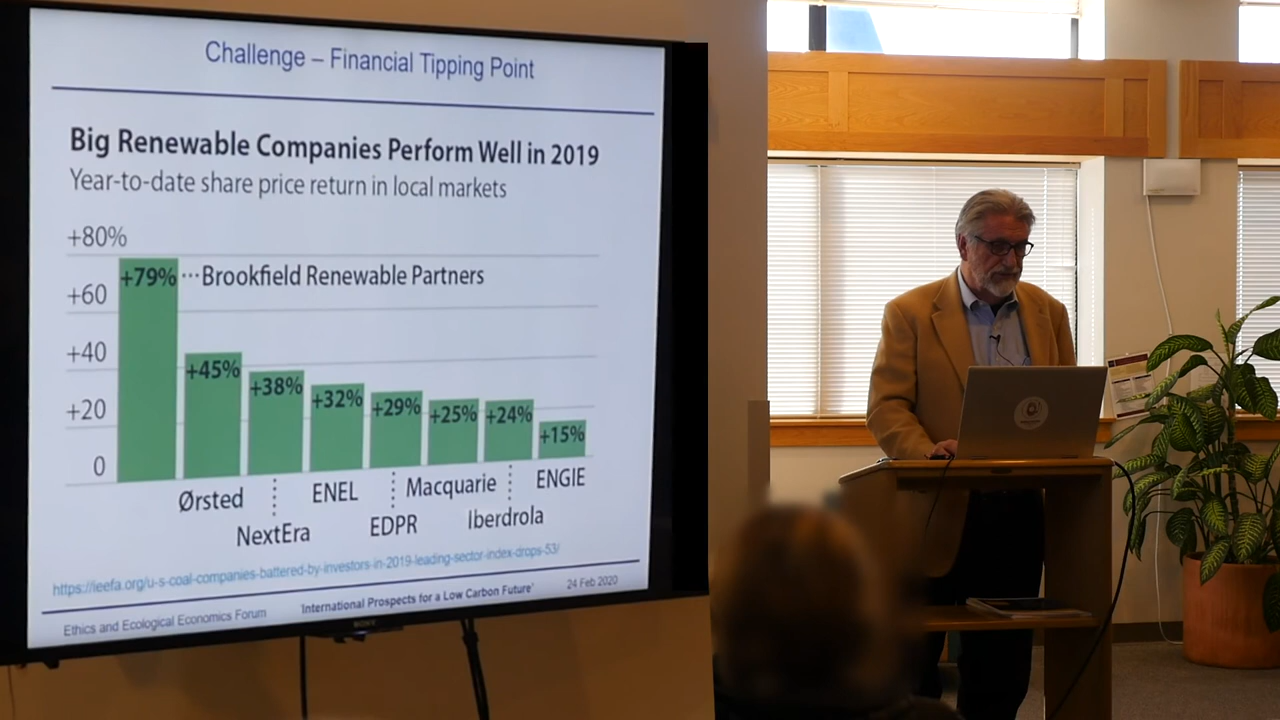 Challenge – Financial Tipping Point
Big Renewable Companies Perform Well in 2019
Year-to-date share price return in local markets
+80%
+79% Brookfield Renewable Partners
+60
+40
+45%
+38%
+32%
+29%
+25%
+24%
+15%
+20
0
Ørsted
NextEra
ENEL
EDPR
Macquarie
Iberdrola
ENGIE
https://ieefa.org/u-s-coal-companies-battered-by-investors-in-2019-leading-sector-index-drops-53/
Ethics and Ecological Economics Forum 'International Prospects for a Low Carbon Future' 24 Feb 2020
SONY